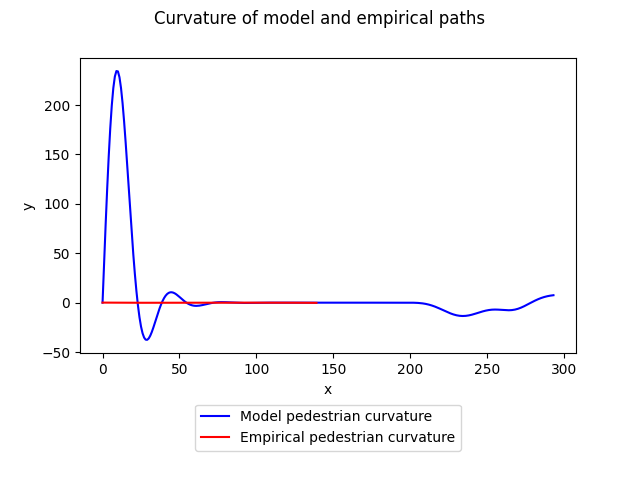 Curvature of model and empirical paths
y
200
150
100
50
0
−50
0 50 100 150 200 250 300
x
Model pedestrian curvature
Empirical pedestrian curvature